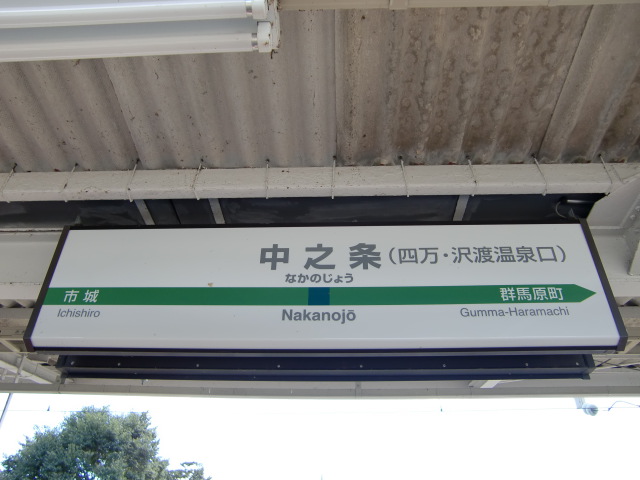 中之条(四万・沢渡温泉口)
なかのじょう
市城 群馬原町
Ichishiro Nakanojō Gumma-Haramachi